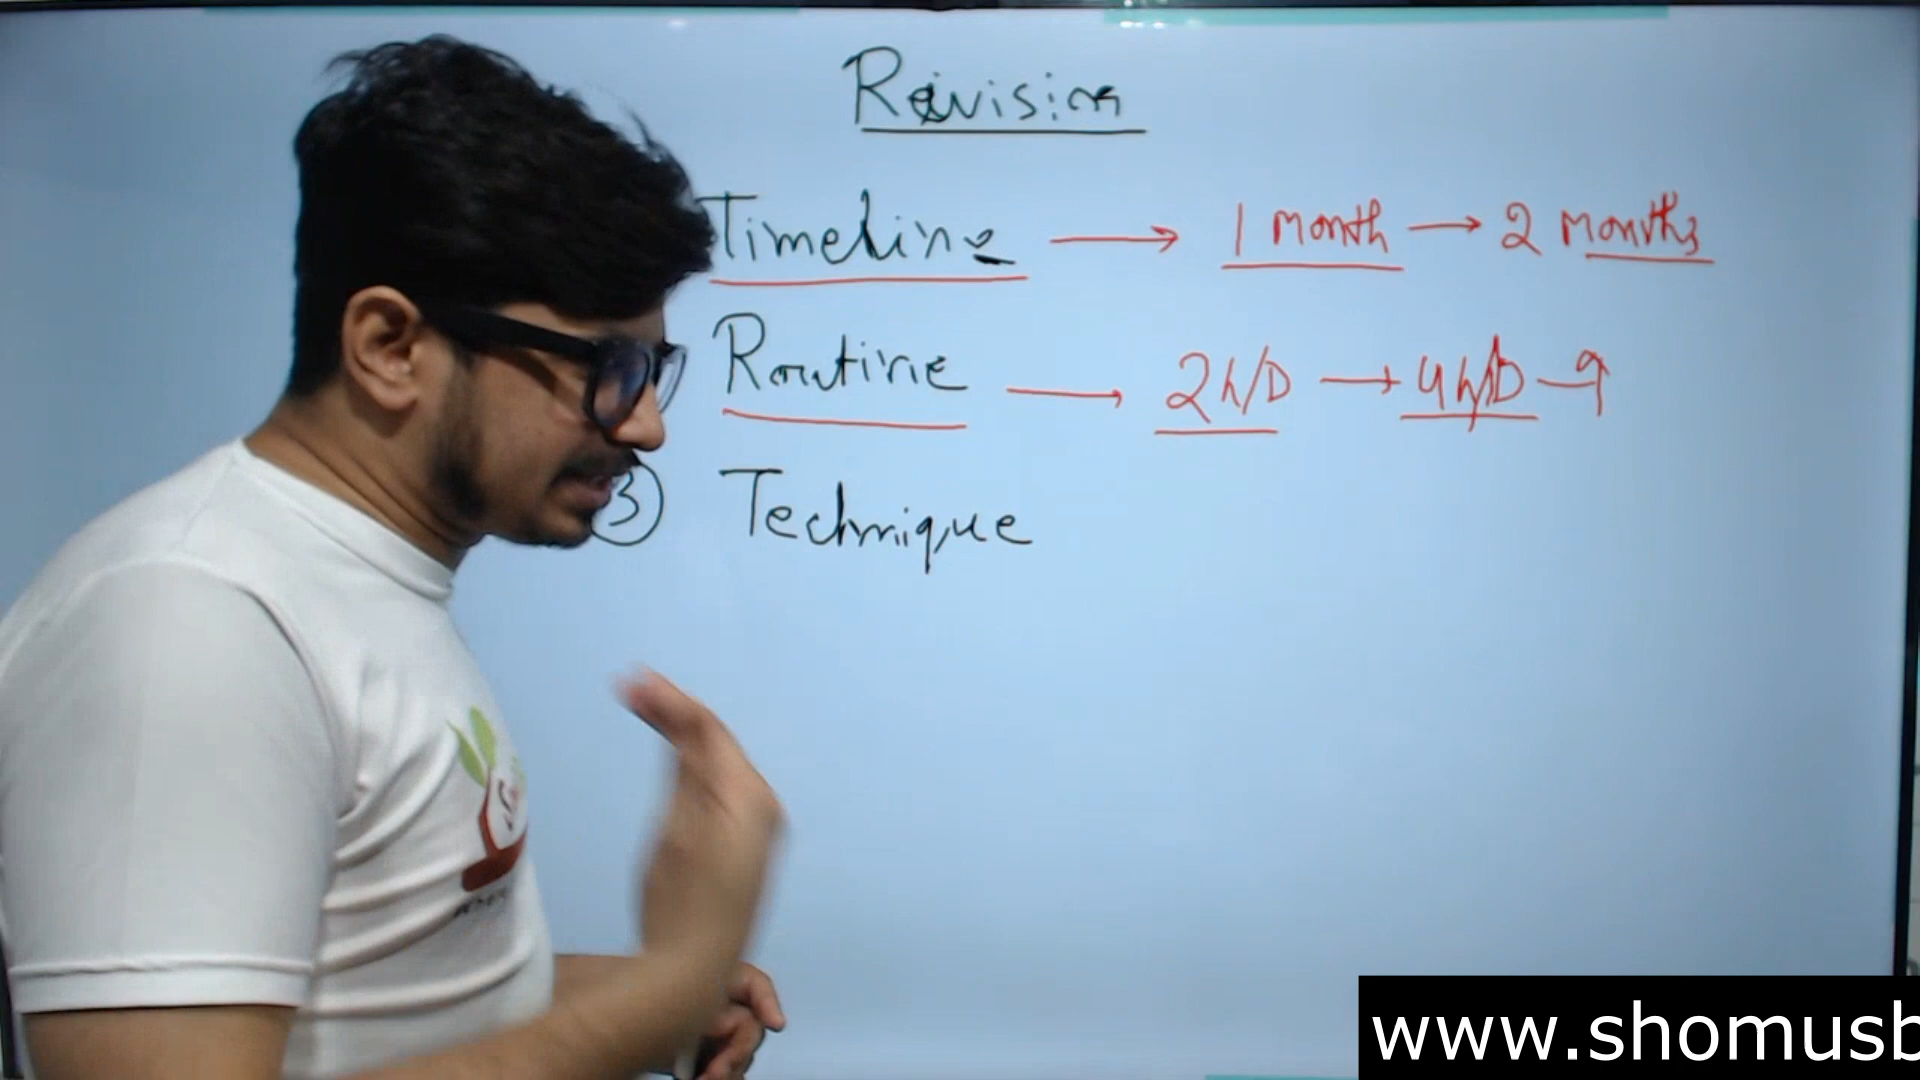 Revision
Timeline → 1 month → 2 months
Routine → 2h/D → 4h/D
③ Technique
www.shomusb